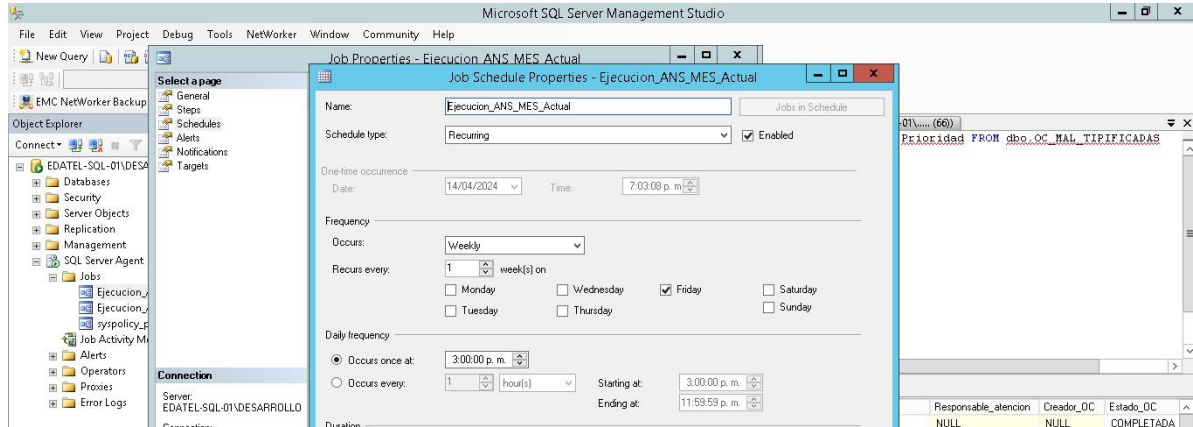 Microsoft SQL Server Management Studio
File Edit View Project Debug Tools NetWorker Window Community Help
New Query
Job Properties - Ejecucion_ANS_MES_Actual
Job Schedule Properties - Ejecucion_ANS_MES_Actual
EMC NetWorker Backup
Object Explorer
Connect
EDATEL-SQL-01\DESA
Databases
Security
Server Objects
Replication
Management
SQL Server Agent
Jobs
Ejecucion_
Ejecucion_
syspolicy_p
Job Activity M
Alerts
Operators
Proxies
Error Logs
Select a page
General
Steps
Schedules
Alerts
Notifications
Targets
Connection
Server:
EDATEL-SQL-01\DESARROLLO
Connection:
Name: Ejecucion_ANS_MES_Actual Jobs in Schedule
Schedule type: Recurring Enabled
One-time occurrence
Date: 14/04/2024 Time: 7:03:08 p. m.
Frequency
Occurs: Weekly
Recurs every: 1 week(s) on
Monday Wednesday Friday Saturday
Tuesday Thursday Sunday
Daily frequency
Occurs once at: 3:00:00 p. m.
Occurs every: 1 hour(s) Starting at: 3:00:00 p. m.
Ending at: 11:59:59 p. m.
Duration
-01\..... (66))
Prioridad FROM dbo.OC_MAL_TIPIFICADAS
Responsable_atencion Creador_OC Estado_OC
NULL NULL COMPLETADA